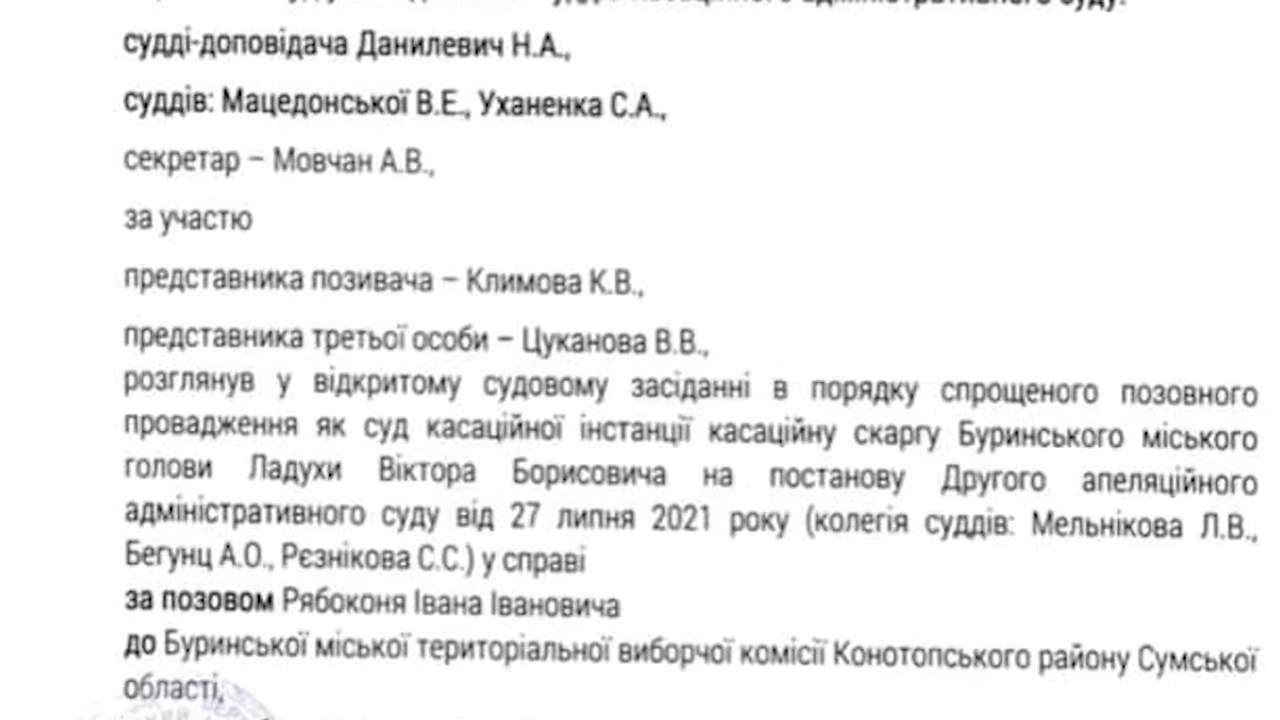 адміністративного суду:
судді-доповідача Данилевич Н.А.,
суддів: Мацедонської В.Е., Уханенка С.А.,
секретар – Мовчан А.В.,
за участю
представника позивача – Климова К.В.,
представника третьої особи – Цуканова В.В.,
розглянув у відкритому судовому засіданні в порядку спрощеного позовного
провадження як суд касаційної інстанції касаційну скаргу Буринського міського
голови Ладухи Віктора Борисовича на постанову Другого апеляційного
адміністративного суду від 27 липня 2021 року (колегія суддів: Мельнікова Л.В.,
Бегунц А.О., Рєзнікова С.С.) у справі
за позовом Рябоконя Івана Івановича
до Буринської міської територіальної виборчої комісії Конотопського району Сумської
області,